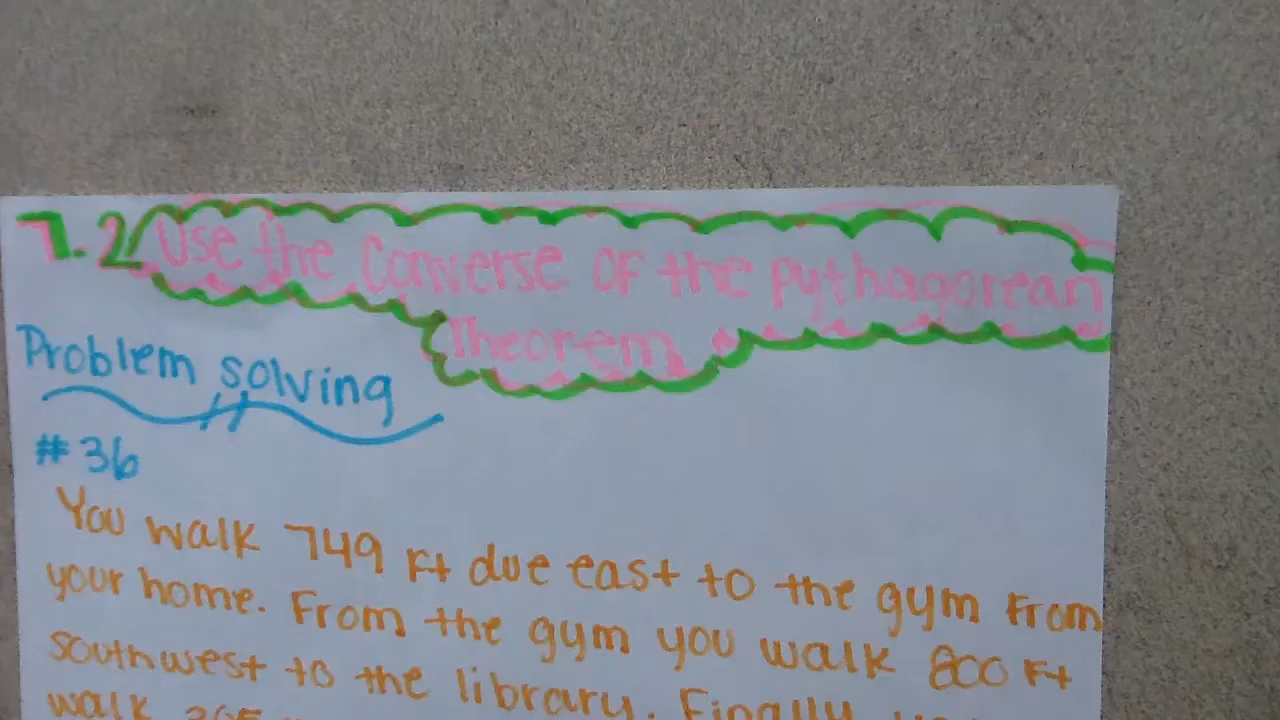 7.2 Use the Converse OF the pythagorean
Theorem
Problem solving
#36
You walk 749 Ft due east to the gym From
your home. From the gym you walk 800 Ft
southwest to the library. Finally
walk